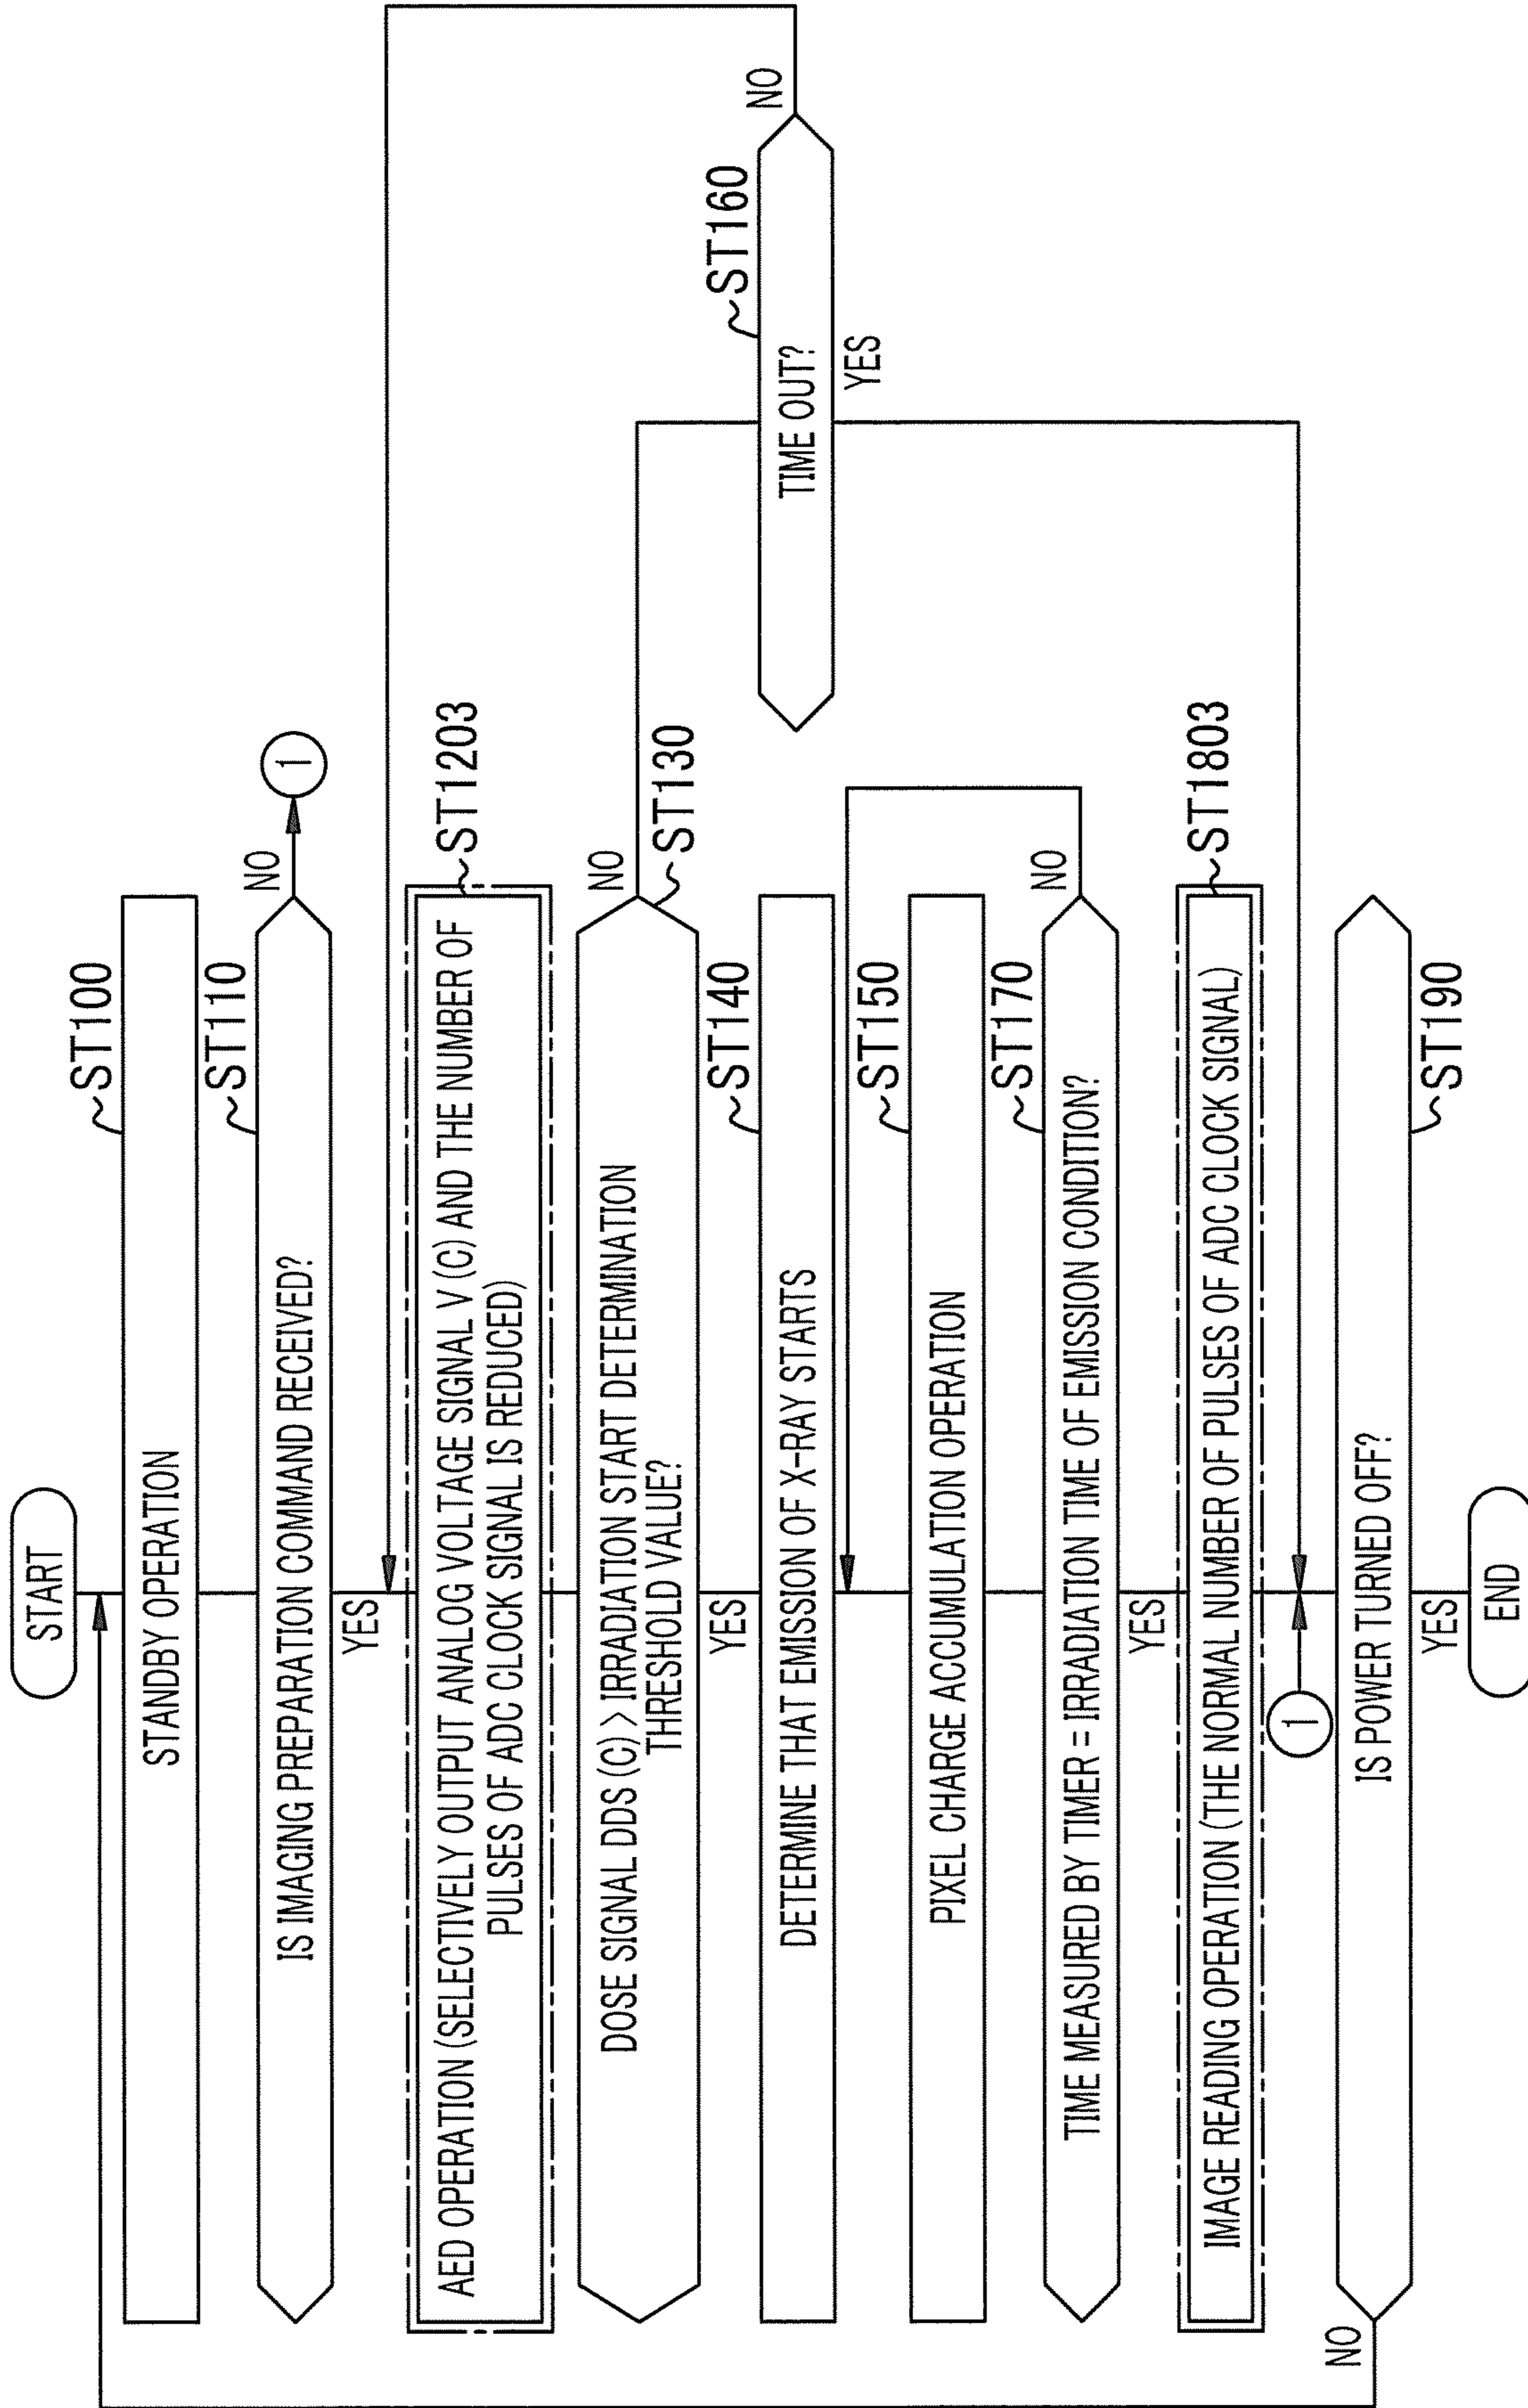 START
STANDBY OPERATION
ST100
IS IMAGING PREPARATION COMMAND RECEIVED?
ST110
NO
1
YES
AED OPERATION (SELECTIVELY OUTPUT ANALOG VOLTAGE SIGNAL V (C) AND THE NUMBER OF
PULSES OF ADC CLOCK SIGNAL IS REDUCED)
ST1203
DOSE SIGNAL DDS (C) > IRRADIATION START DETERMINATION
THRESHOLD VALUE?
NO
ST130
YES
DETERMINE THAT EMISSION OF X-RAY STARTS
ST140
TIME OUT?
ST160
NO
YES
PIXEL CHARGE ACCUMULATION OPERATION
ST150
TIME MEASURED BY TIMER = IRRADIATION TIME OF EMISSION CONDITION?
ST170
NO
YES
IMAGE READING OPERATION (THE NORMAL NUMBER OF PULSES OF ADC CLOCK SIGNAL)
ST1803
1
IS POWER TURNED OFF?
ST190
NO
YES
END